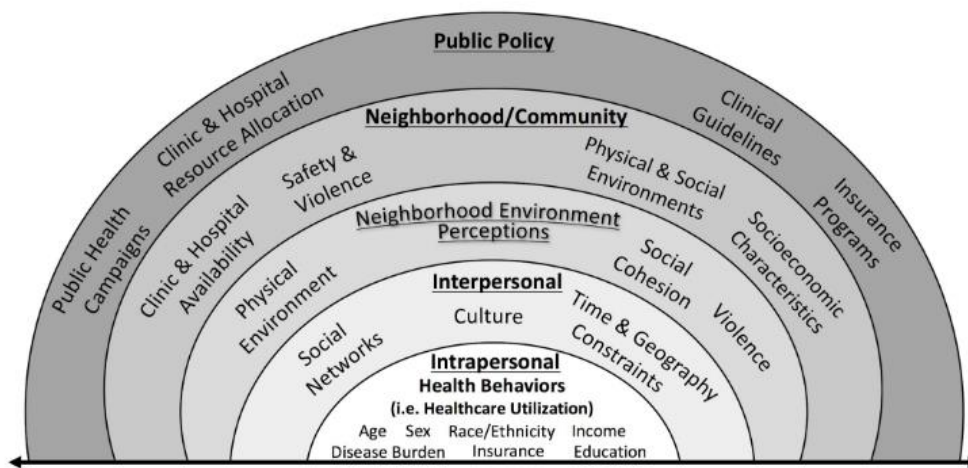 Public Policy
Clinic & Hospital
Resource Allocation
Clinical
Guidelines
Public Health
Campaigns
Insurance
Programs
Neighborhood/Community
Safety &
Violence
Physical & Social
Environments
Clinic & Hospital
Availability
Socioeconomic
Characteristics
Neighborhood Environment
Perceptions
Physical
Environment
Social
Cohesion
Violence
Interpersonal
Culture
Social
Networks
Time & Geography
Constraints
Intrapersonal
Health Behaviors
(i.e. Healthcare Utilization)
Age Sex Race/Ethnicity Income
Disease Burden Insurance Education